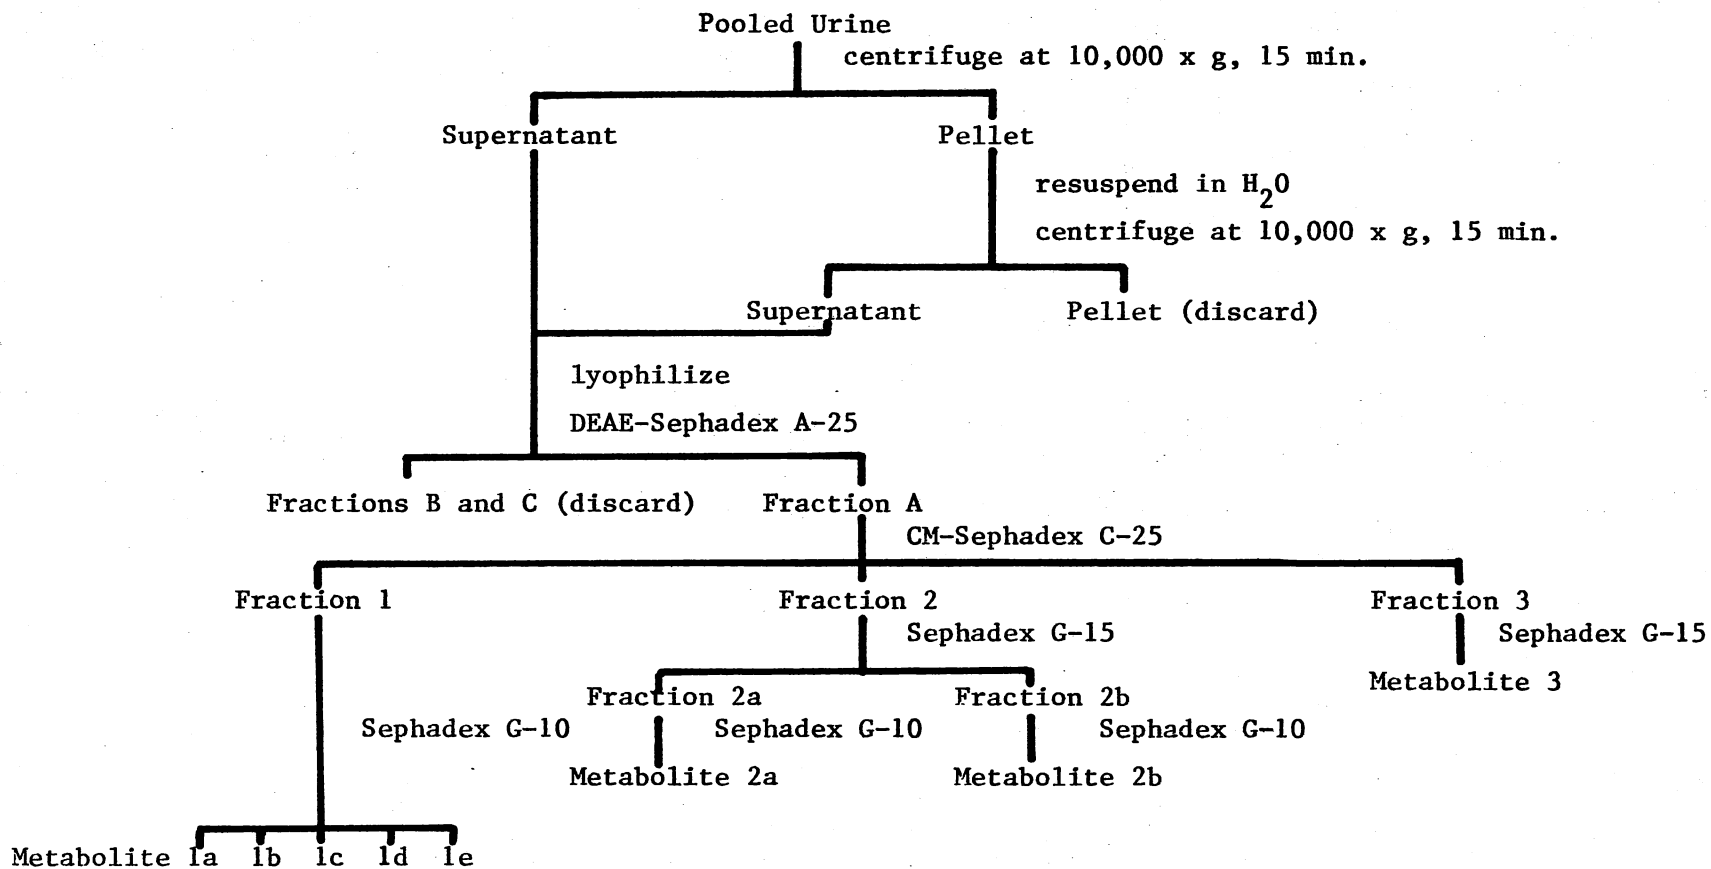 Pooled Urine
centrifuge at 10,000 x g, 15 min.
Supernatant Pellet
resuspend in H₂O
centrifuge at 10,000 x g, 15 min.
Supernatant Pellet (discard)
lyophilize
DEAE-Sephadex A-25
Fractions B and C (discard) Fraction A
CM-Sephadex C-25
Fraction 1 Fraction 2 Fraction 3
Sephadex G-15 Sephadex G-15
Metabolite 3
Fraction 2a Fraction 2b
Sephadex G-10 Sephadex G-10 Sephadex G-10
Metabolite 2a Metabolite 2b
Metabolite 1a 1b 1c 1d 1e